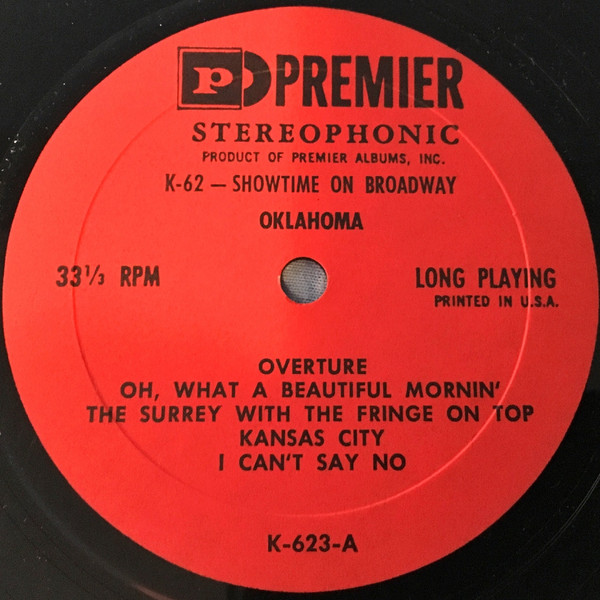 P PREMIER
STEREOPHONIC
PRODUCT OF PREMIER ALBUMS, INC.
K-62 — SHOWTIME ON BROADWAY
OKLAHOMA
33⅓ RPM
LONG PLAYING
PRINTED IN U.S.A.
OVERTURE
OH, WHAT A BEAUTIFUL MORNIN'
THE SURREY WITH THE FRINGE ON TOP
KANSAS CITY
I CAN'T SAY NO
K-623-A